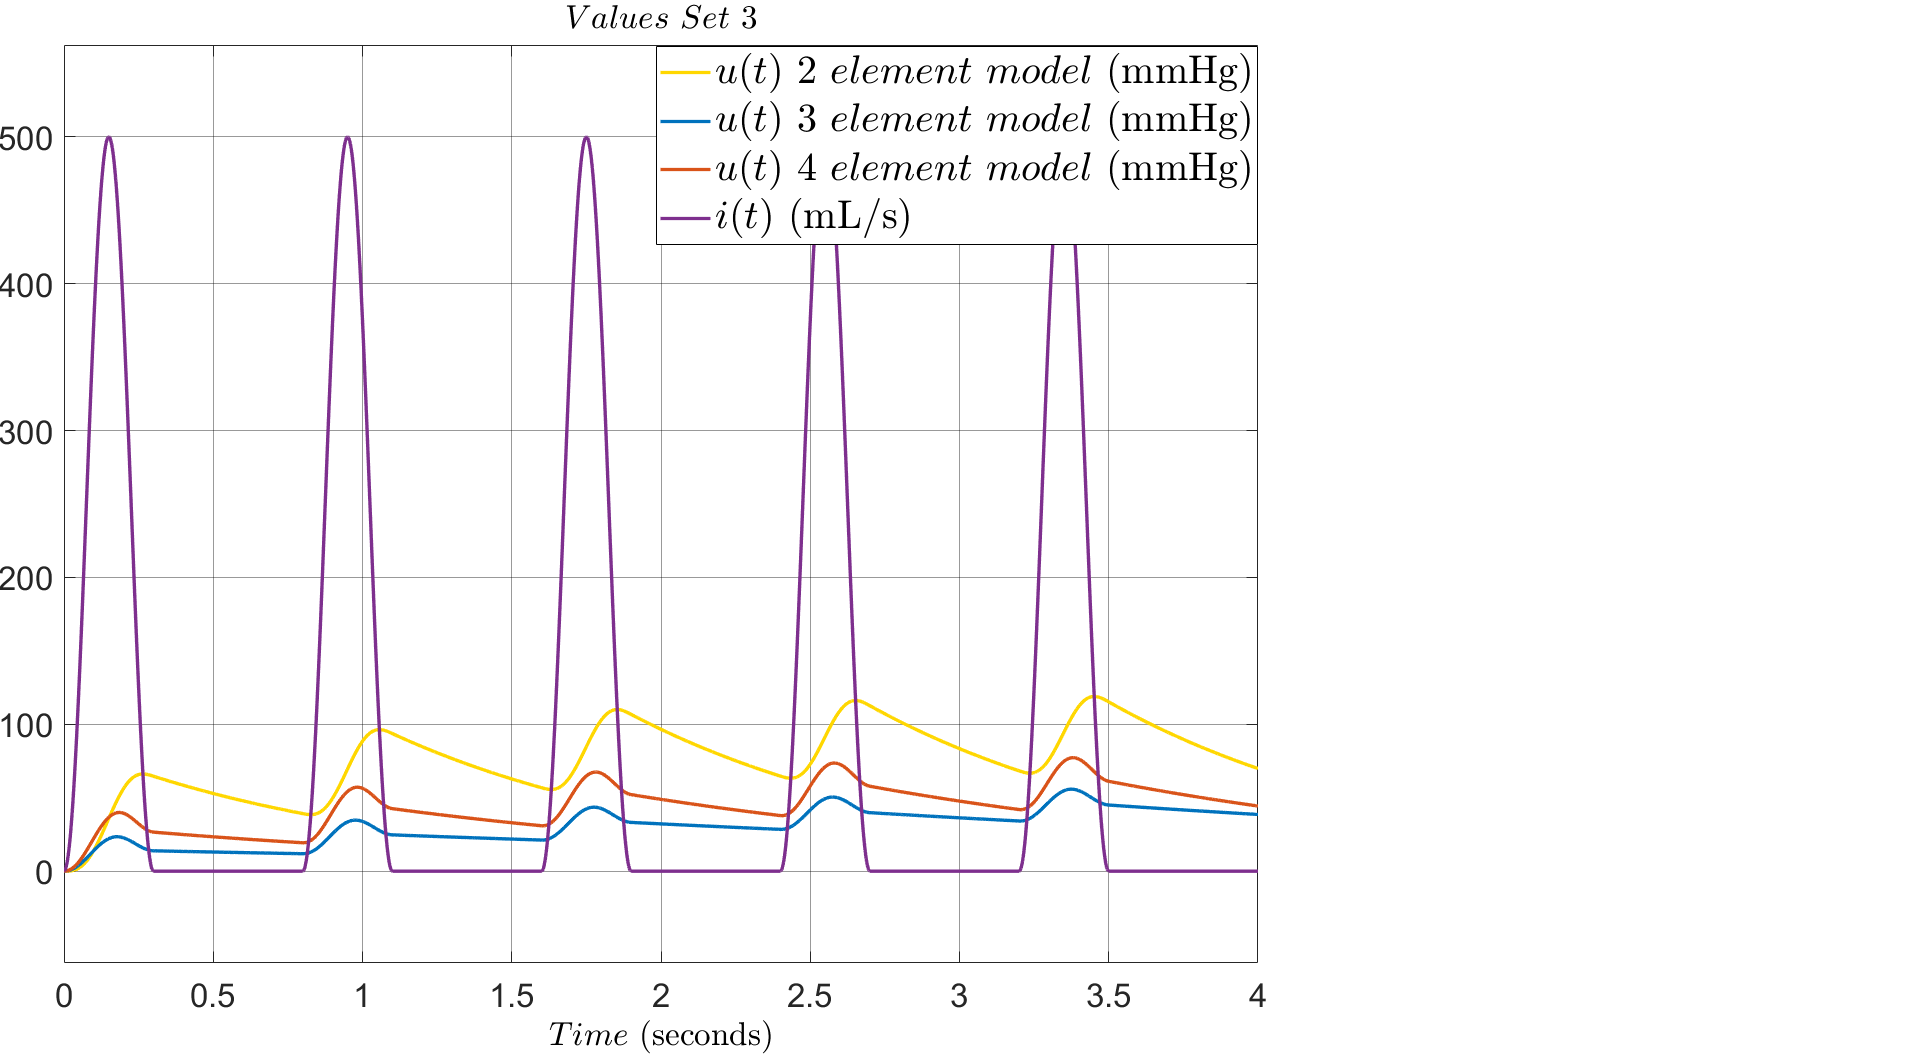 Values Set 3
u(t) 2 element model (mmHg)
u(t) 3 element model (mmHg)
u(t) 4 element model (mmHg)
i(t) (mL/s)
500
400
300
200
100
0
0 0.5 1 1.5 2 2.5 3 3.5 4
Time (seconds)